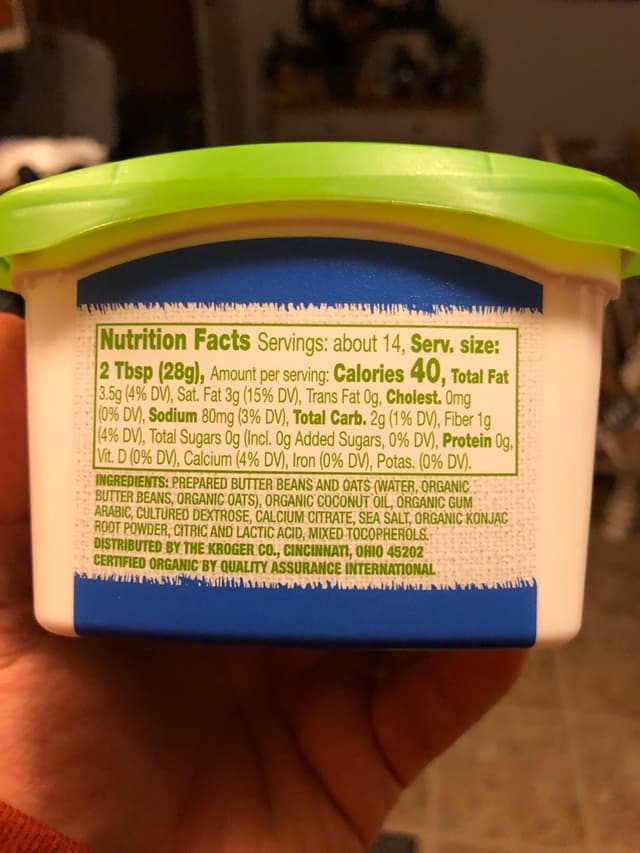 Nutrition Facts Servings: about 14, Serv. size:
2 Tbsp (28g), Amount per serving: Calories 40, Total Fat
3.5g (4% DV), Sat. Fat 3g (15% DV), Trans Fat 0g, Cholest. 0mg
(0% DV), Sodium 80mg (3% DV), Total Carb. 2g (1% DV), Fiber 1g
(4% DV), Total Sugars 0g (Incl. 0g Added Sugars, 0% DV), Protein 0g,
Vit. D (0% DV), Calcium (4% DV), Iron (0% DV), Potas. (0% DV).
INGREDIENTS: PREPARED BUTTER BEANS AND OATS (WATER, ORGANIC
BUTTER BEANS, ORGANIC OATS), ORGANIC COCONUT OIL, ORGANIC GUM
ARABIC, CULTURED DEXTROSE, CALCIUM CITRATE, SEA SALT, ORGANIC KONJAC
ROOT POWDER, CITRIC AND LACTIC ACID, MIXED TOCOPHEROLS.
DISTRIBUTED BY THE KROGER CO., CINCINNATI, OHIO 45202
CERTIFIED ORGANIC BY QUALITY ASSURANCE INTERNATIONAL